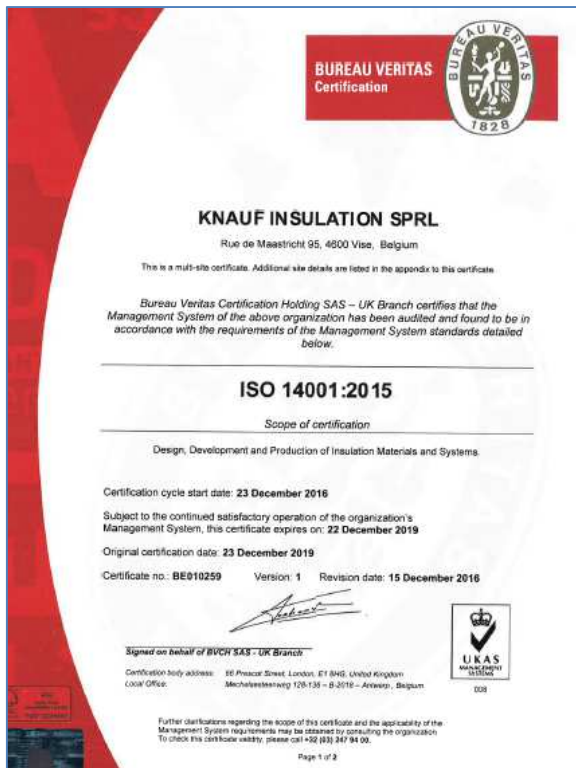 BUREAU VERITAS
Certification
BUREAU VERITAS
1828
KNAUF INSULATION SPRL
Rue de Maastricht 95, 4600 Vise, Belgium
This is a multi-site certificate. Additional site details are listed in the appendix to this certificate
Bureau Veritas Certification Holding SAS – UK Branch certifies that the
Management System of the above organization has been audited and found to be in
accordance with the requirements of the Management System standards detailed
below.
ISO 14001:2015
Scope of certification
Design, Development and Production of Insulation Materials and Systems.
Certification cycle start date: 23 December 2016
Subject to the continued satisfactory operation of the organization's
Management System, this certificate expires on: 22 December 2019
Original certification date: 23 December 2019
Certificate no.: BE010259 Version: 1 Revision date: 15 December 2016
Signed on behalf of BVCH SAS - UK Branch
Certification body address: 66 Prescot Street, London, E1 8HG, United Kingdom
Local Office: Mechelsesteenweg 128-136 – B-2018 – Antwerp, Belgium
UKAS
MANAGEMENT
SYSTEMS
008
Further clarifications regarding the scope of this certificate and the applicability of the
Management System requirements may be obtained by consulting the organization
To check this certificate validity, please call +32 (03) 247 94 00.
Page 1 of 2